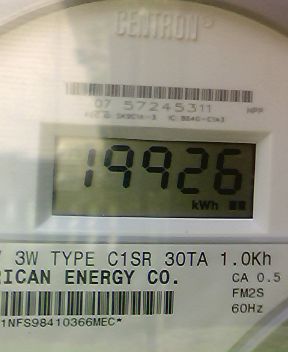 CENTRON®
07 57245311
19926
kWh
3W TYPE C1SR 30TA 1.0Kh
RICAN ENERGY CO.
CA 0.5
FM2S
60Hz
1NFS98410366MEC*